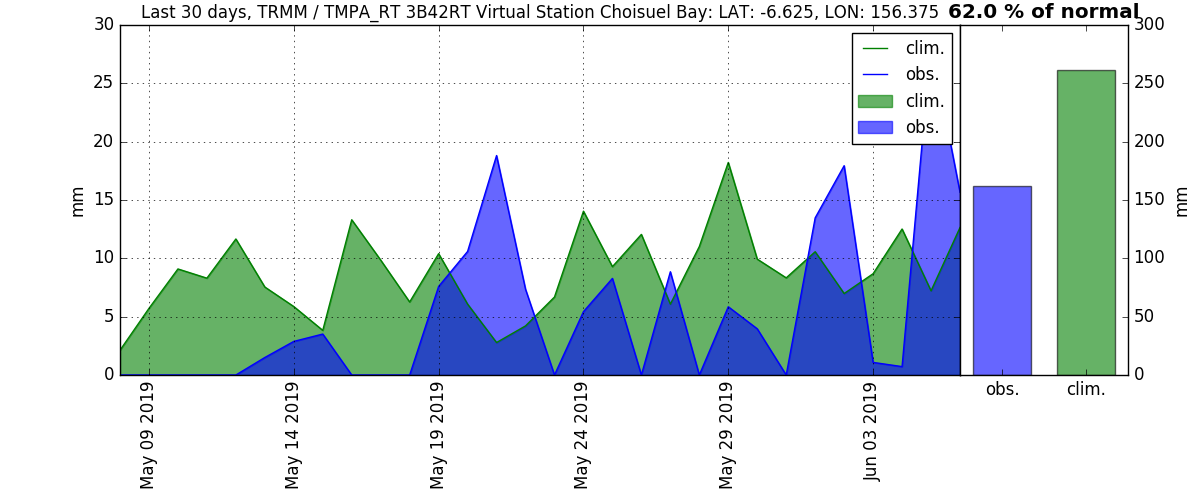 Last 30 days, TRMM / TMPA_RT 3B42RT Virtual Station Choisuel Bay: LAT: -6.625, LON: 156.375 62.0 % of normal
30
25
20
15
10
5
0
mm
clim.
obs.
clim.
obs.
300
250
200
150
100
50
0
mm
May 09 2019
May 14 2019
May 19 2019
May 24 2019
May 29 2019
Jun 03 2019
obs. clim.